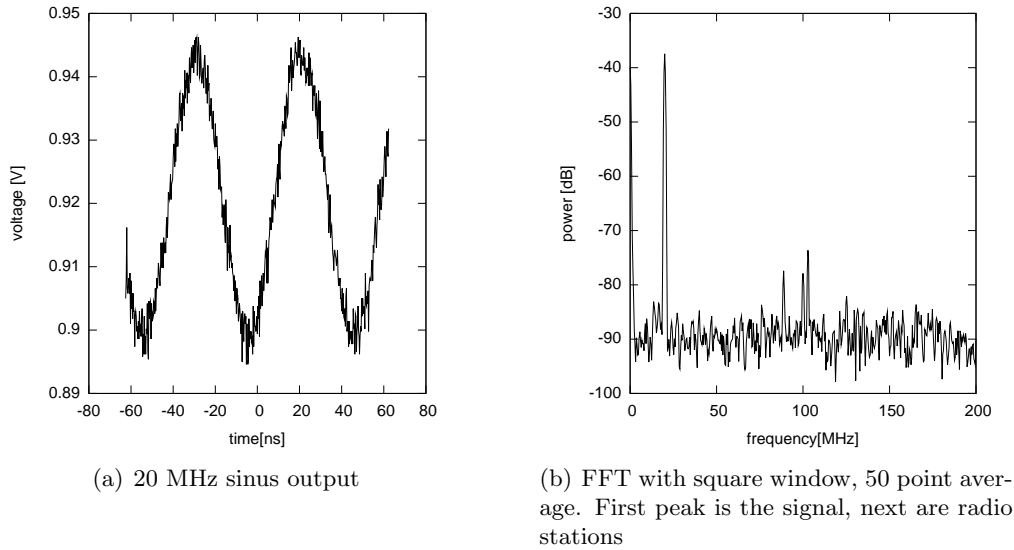 0.95
0.94
0.93
0.92
0.91
0.9
0.89
voltage [V]
-80 -60 -40 -20 0 20 40 60 80
time[ns]
(a) 20 MHz sinus output
-30
-40
-50
-60
-70
-80
-90
-100
power [dB]
0 50 100 150 200
frequency[MHz]
(b) FFT with square window, 50 point aver-
age. First peak is the signal, next are radio
stations